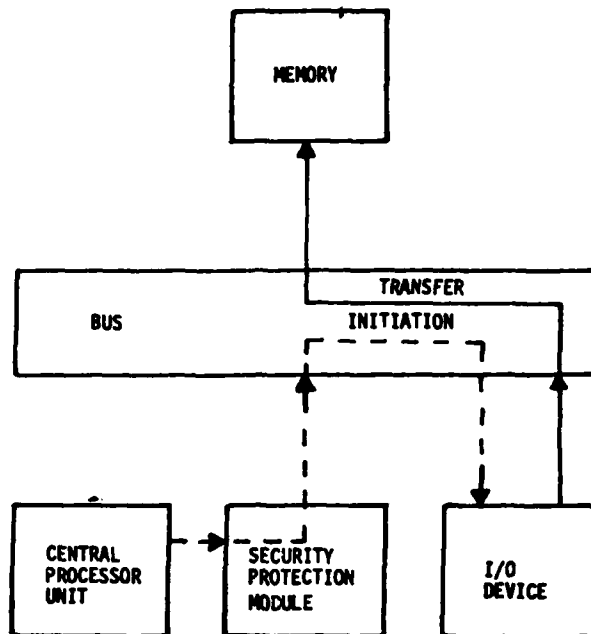 MEMORY
TRANSFER
BUS
INITIATION
CENTRAL
PROCESSOR
UNIT
SECURITY
PROTECTION
MODULE
I/O
DEVICE